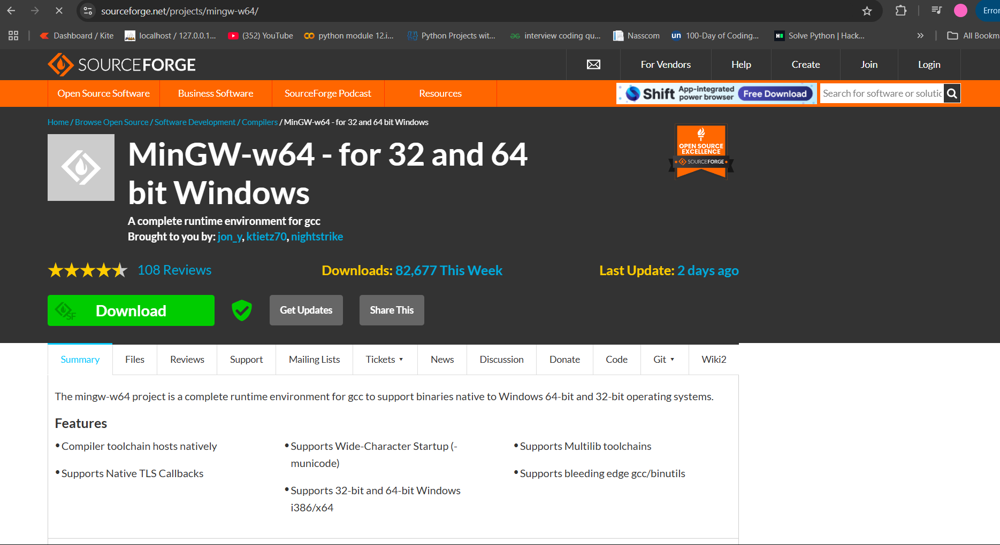 sourceforge.net/projects/mingw-w64/
Error
Dashboard / Kite
localhost / 127.0.0.1...
(352) YouTube
python module 12.i...
Python Projects wit...
interview coding qu...
Nasscom
100-Day of Coding...
Solve Python | Hack...
All Bookma
SOURCEFORGE
For Vendors
Help
Create
Join
Login
Open Source Software
Business Software
SourceForge Podcast
Resources
Shift App-integrated power browser Free Download
Search for software or solutic
Home / Browse Open Source / Software Development / Compilers / MinGW-w64 - for 32 and 64 bit Windows
OPEN SOURCE
EXCELLENCE
SOURCEFORGE
MinGW-w64 - for 32 and 64
bit Windows
A complete runtime environment for gcc
Brought to you by: jon_y, ktietz70, nightstrike
108 Reviews
Downloads: 82,677 This Week
Last Update: 2 days ago
SF
Download
Get Updates
Share This
Summary
Files
Reviews
Support
Mailing Lists
Tickets
News
Discussion
Donate
Code
Git
Wiki2
The mingw-w64 project is a complete runtime environment for gcc to support binaries native to Windows 64-bit and 32-bit operating systems.
Features
• Compiler toolchain hosts natively
• Supports Native TLS Callbacks
• Supports Wide-Character Startup (-
municode)
• Supports 32-bit and 64-bit Windows
i386/x64
• Supports Multilib toolchains
• Supports bleeding edge gcc/binutils